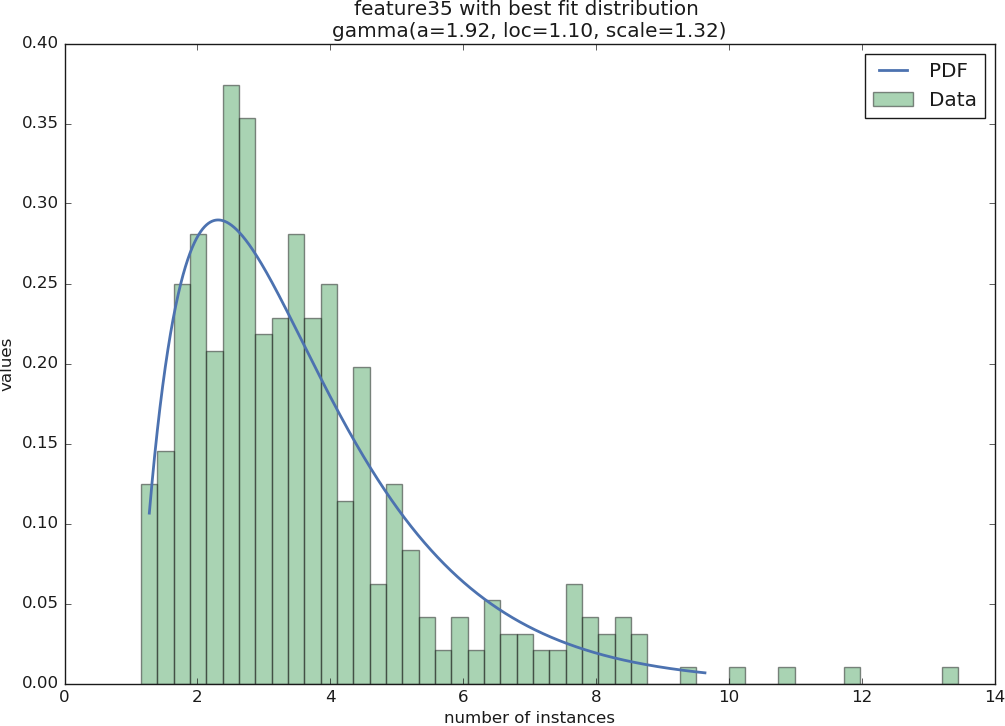 feature35 with best fit distribution
gamma(a=1.92, loc=1.10, scale=1.32)
PDF
Data
values
0.40
0.35
0.30
0.25
0.20
0.15
0.10
0.05
0.00
0 2 4 6 8 10 12 14
number of instances